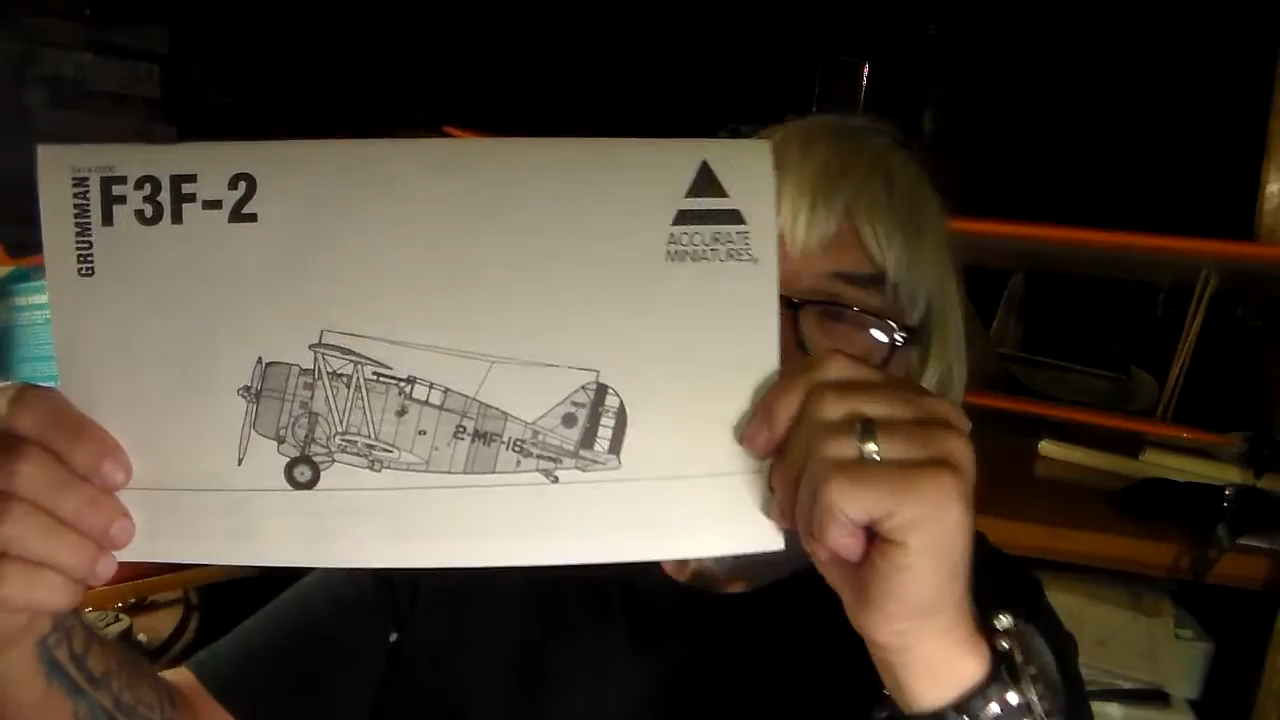 GRUMMAN
F3F-2
ACCURATE
MINIATURES
2-MF-16